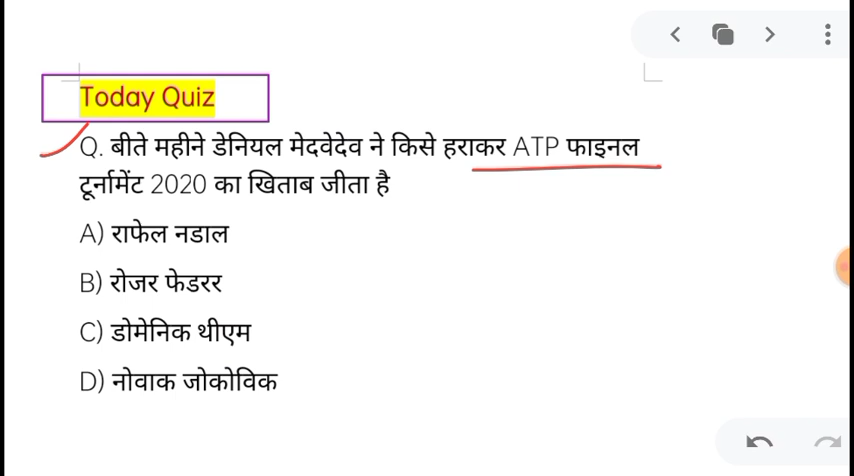 Today Quiz
Q. बीते महीने डेनियल मेदवेदेव ने किसे हराकर ATP फाइनल
टूर्नामेंट 2020 का खिताब जीता है
A) राफेल नडाल
B) रोजर फेडरर
C) डोमेनिक थीएम
D) नोवाक जोकोविक